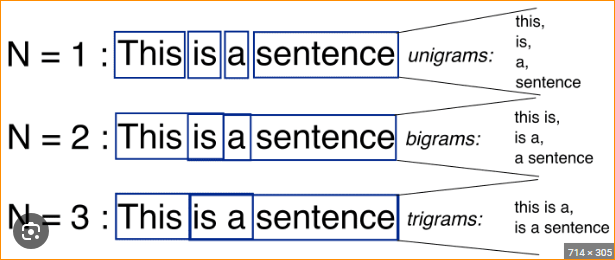 N = 1 : This is a sentence unigrams:
this,
is,
a,
sentence
N = 2 : This is a sentence bigrams:
this is,
is a,
a sentence
N = 3 : This is a sentence trigrams:
this is a,
is a sentence
714 × 305